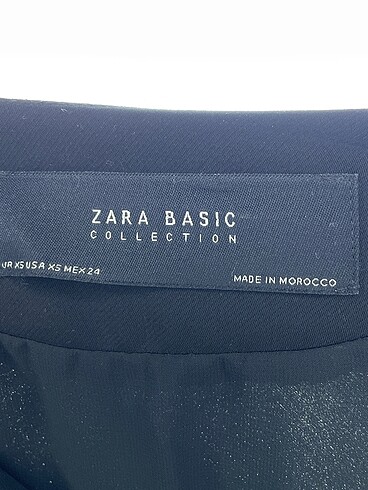 ZARA BASIC
COLLECTION
UR XS USA XS MEX 24
MADE IN MOROCCO